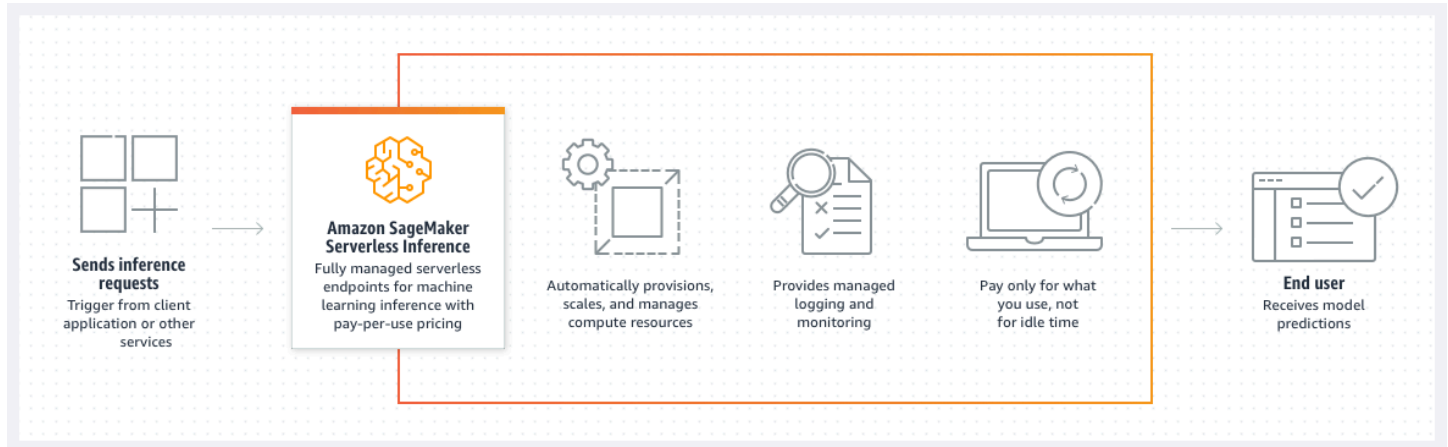 Sends inference
requests
Trigger from client
application or other
services
Amazon SageMaker
Serverless Inference
Fully managed serverless
endpoints for machine
learning inference with
pay-per-use pricing
Automatically provisions,
scales, and manages
compute resources
Provides managed
logging and
monitoring
Pay only for what
you use, not
for idle time
End user
Receives model
predictions